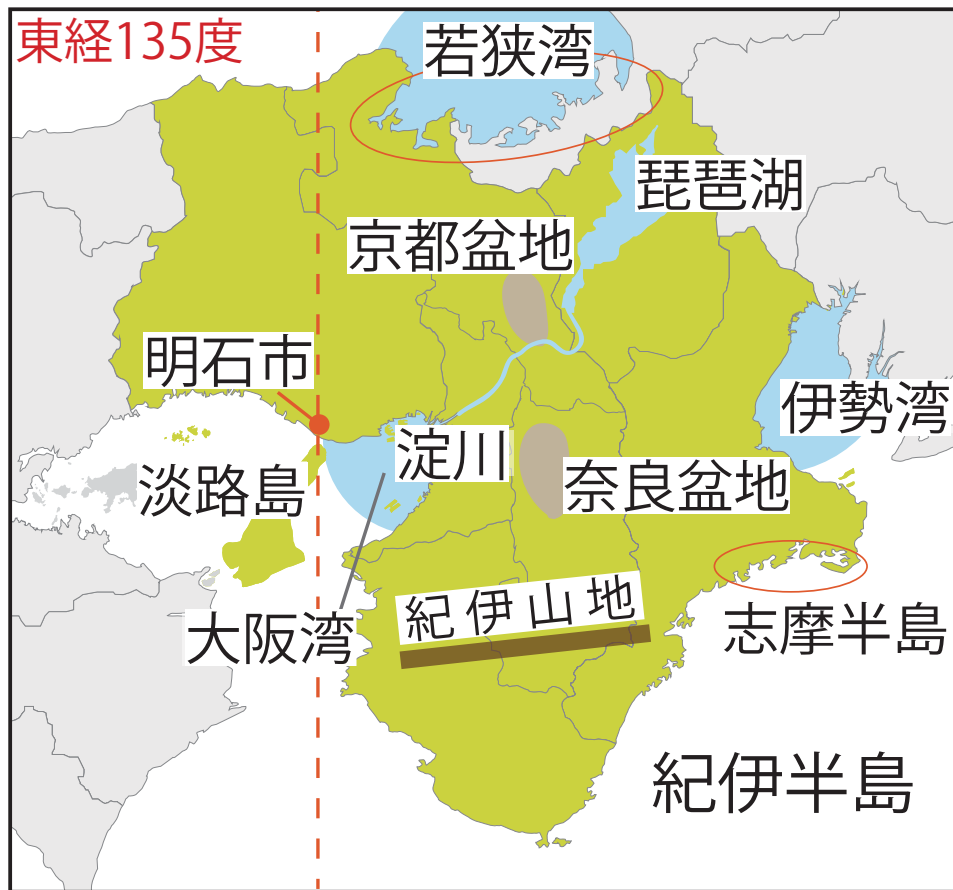 東経135度
若狭湾
琵琶湖
京都盆地
明石市
伊勢湾
淀川
淡路島
奈良盆地
紀伊山地
大阪湾
志摩半島
紀伊半島